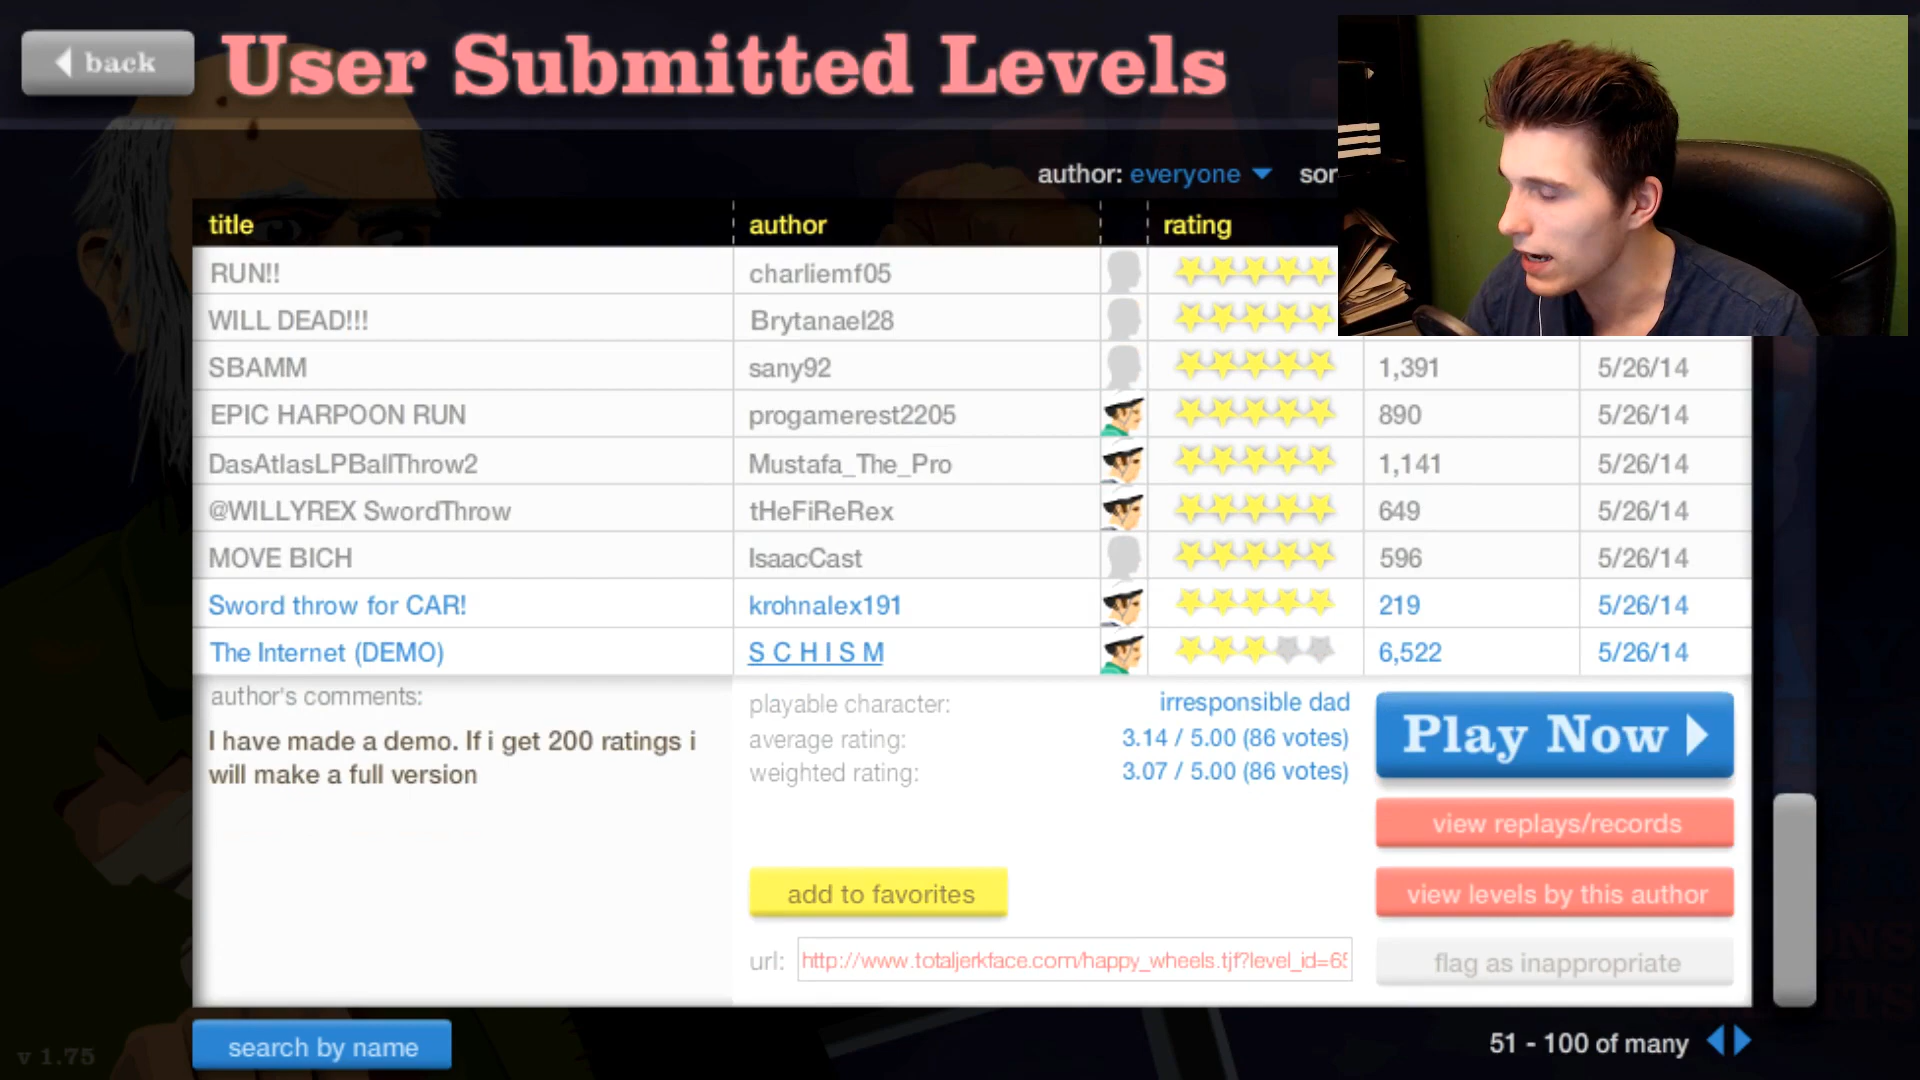 back
User Submitted Levels
author: everyone
sor
title author rating
RUN!! charliemf05
WILL DEAD!!! Brytanael28
SBAMM sany92 1,391 5/26/14
EPIC HARPOON RUN progamerest2205 890 5/26/14
DasAtlasLPBallThrow2 Mustafa_The_Pro 1,141 5/26/14
@WILLYREX SwordThrow tHeFiReRex 649 5/26/14
MOVE BICH IsaacCast 596 5/26/14
Sword throw for CAR! krohnalex191 219 5/26/14
The Internet (DEMO) S C H I S M 6,522 5/26/14
author's comments:
I have made a demo. If i get 200 ratings i
will make a full version
playable character: irresponsible dad
average rating: 3.14 / 5.00 (86 votes)
weighted rating: 3.07 / 5.00 (86 votes)
Play Now
view replays/records
add to favorites
view levels by this author
url: http://www.totaljerkface.com/happy_wheels.tjf?level_id=65
flag as inappropriate
search by name
51 - 100 of many
v 1.75